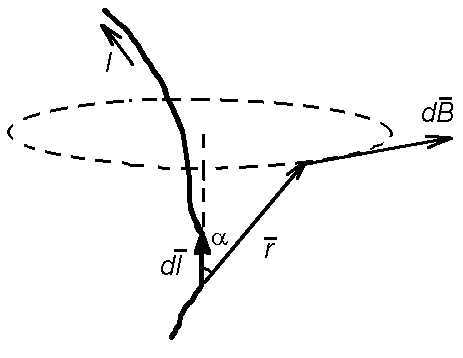 I
dB̅
α
r̅
dl̅